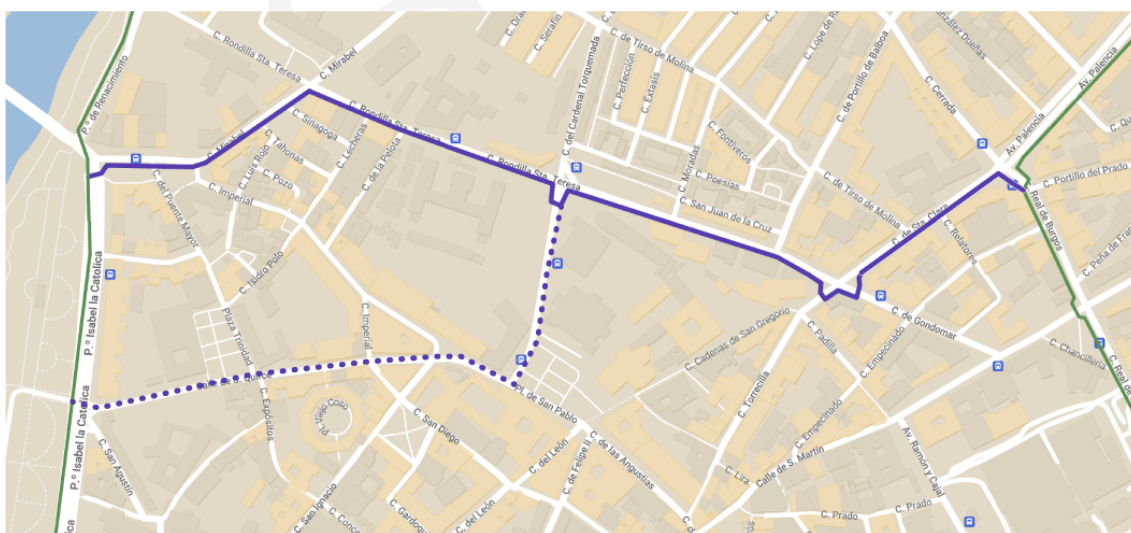 C. Rondilla Sta. Teresa
C. Mirabel
C. Serafín
C. de Tirso de Molina
C. Lope de R
González Dueñas
Av. Palencia
P.º de Renacimiento
C. Perfección
C. Éxtasis
C. del Cardenal Torquemada
C. de Portillo de Balboa
C. Cerrada
C. Rondilla Sta. Teresa
C. Sinagoga
C. Lecheras
C. Mirabel
C. Tahonas
C. Luis Rojo
C. de la Pelota
C. Fontiveros
Av. Palencia
C. Rondilla Sta. Teresa
C. Moradas
C. Poesías
C. Pozo
C. del Puente Mayor
C. Imperial
C. San Juan de la Cruz
C. de Tirso de Molina
C. de Sta. Clara
C. Portillo del Prado
C. Real de Burgos
C. Relatores
C. Isidro Polo
P.º Isabel la Catolica
Plaza Trinidad
C. Imperial
C. Cadenas de San Gregorio
C. Padilla
C. de Gondomar
C. Empecinado
C. Chancillería
C. Real de
C. Expósitos
Pl. Viejo Coso
Pl. de San Pablo
C. Torrecilla
P.º Isabel la Catolica
C. San Diego
C. del León
C. de las Angustias
C. Empecinado
C. San Agustín
C. de Felipe II
C. Lira
Calle de S. Martín
Av. Ramón y Cajal
C. San Ignacio
C. del León
C. Prado
C. Prado